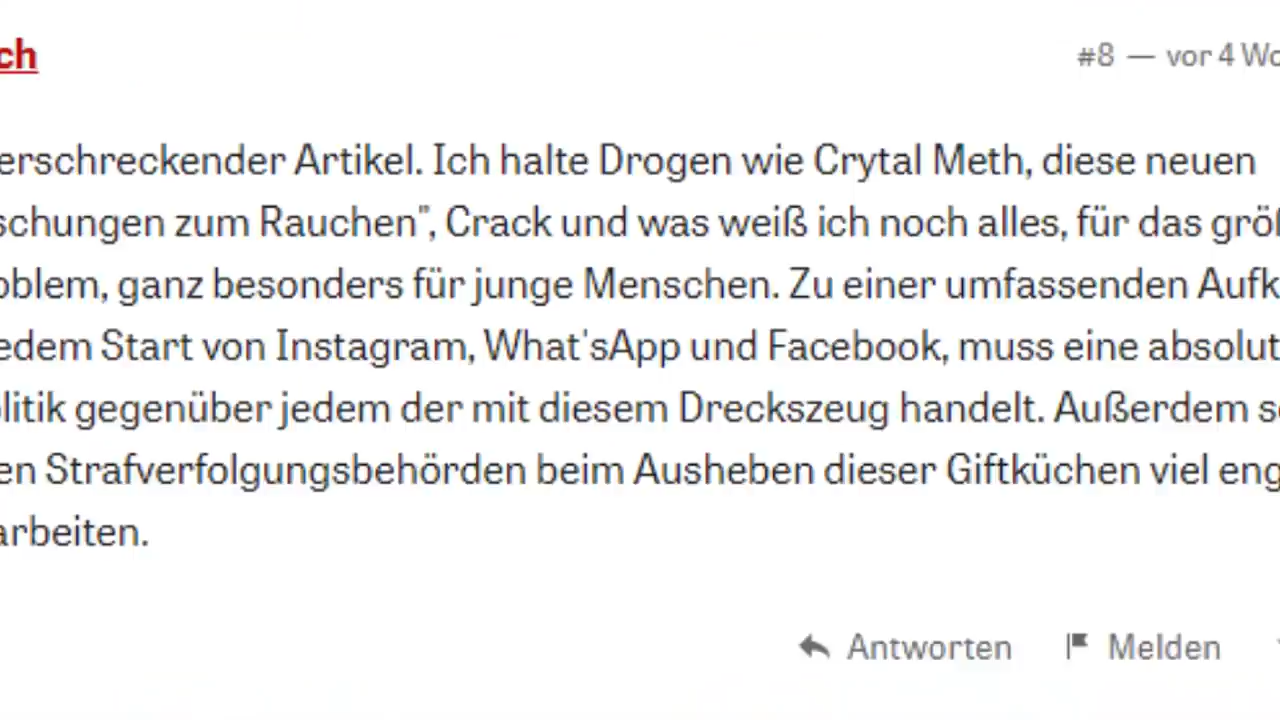 ch
#8 — vor 4 Wo
erschreckender Artikel. Ich halte Drogen wie Crytal Meth, diese neuen
schungen zum Rauchen", Crack und was weiß ich noch alles, für das größ
oblem, ganz besonders für junge Menschen. Zu einer umfassenden Aufk
edem Start von Instagram, What'sApp und Facebook, muss eine absolut
litik gegenüber jedem der mit diesem Dreckszeug handelt. Außerdem so
en Strafverfolgungsbehörden beim Ausheben dieser Giftküchen viel eng
arbeiten.
Antworten Melden